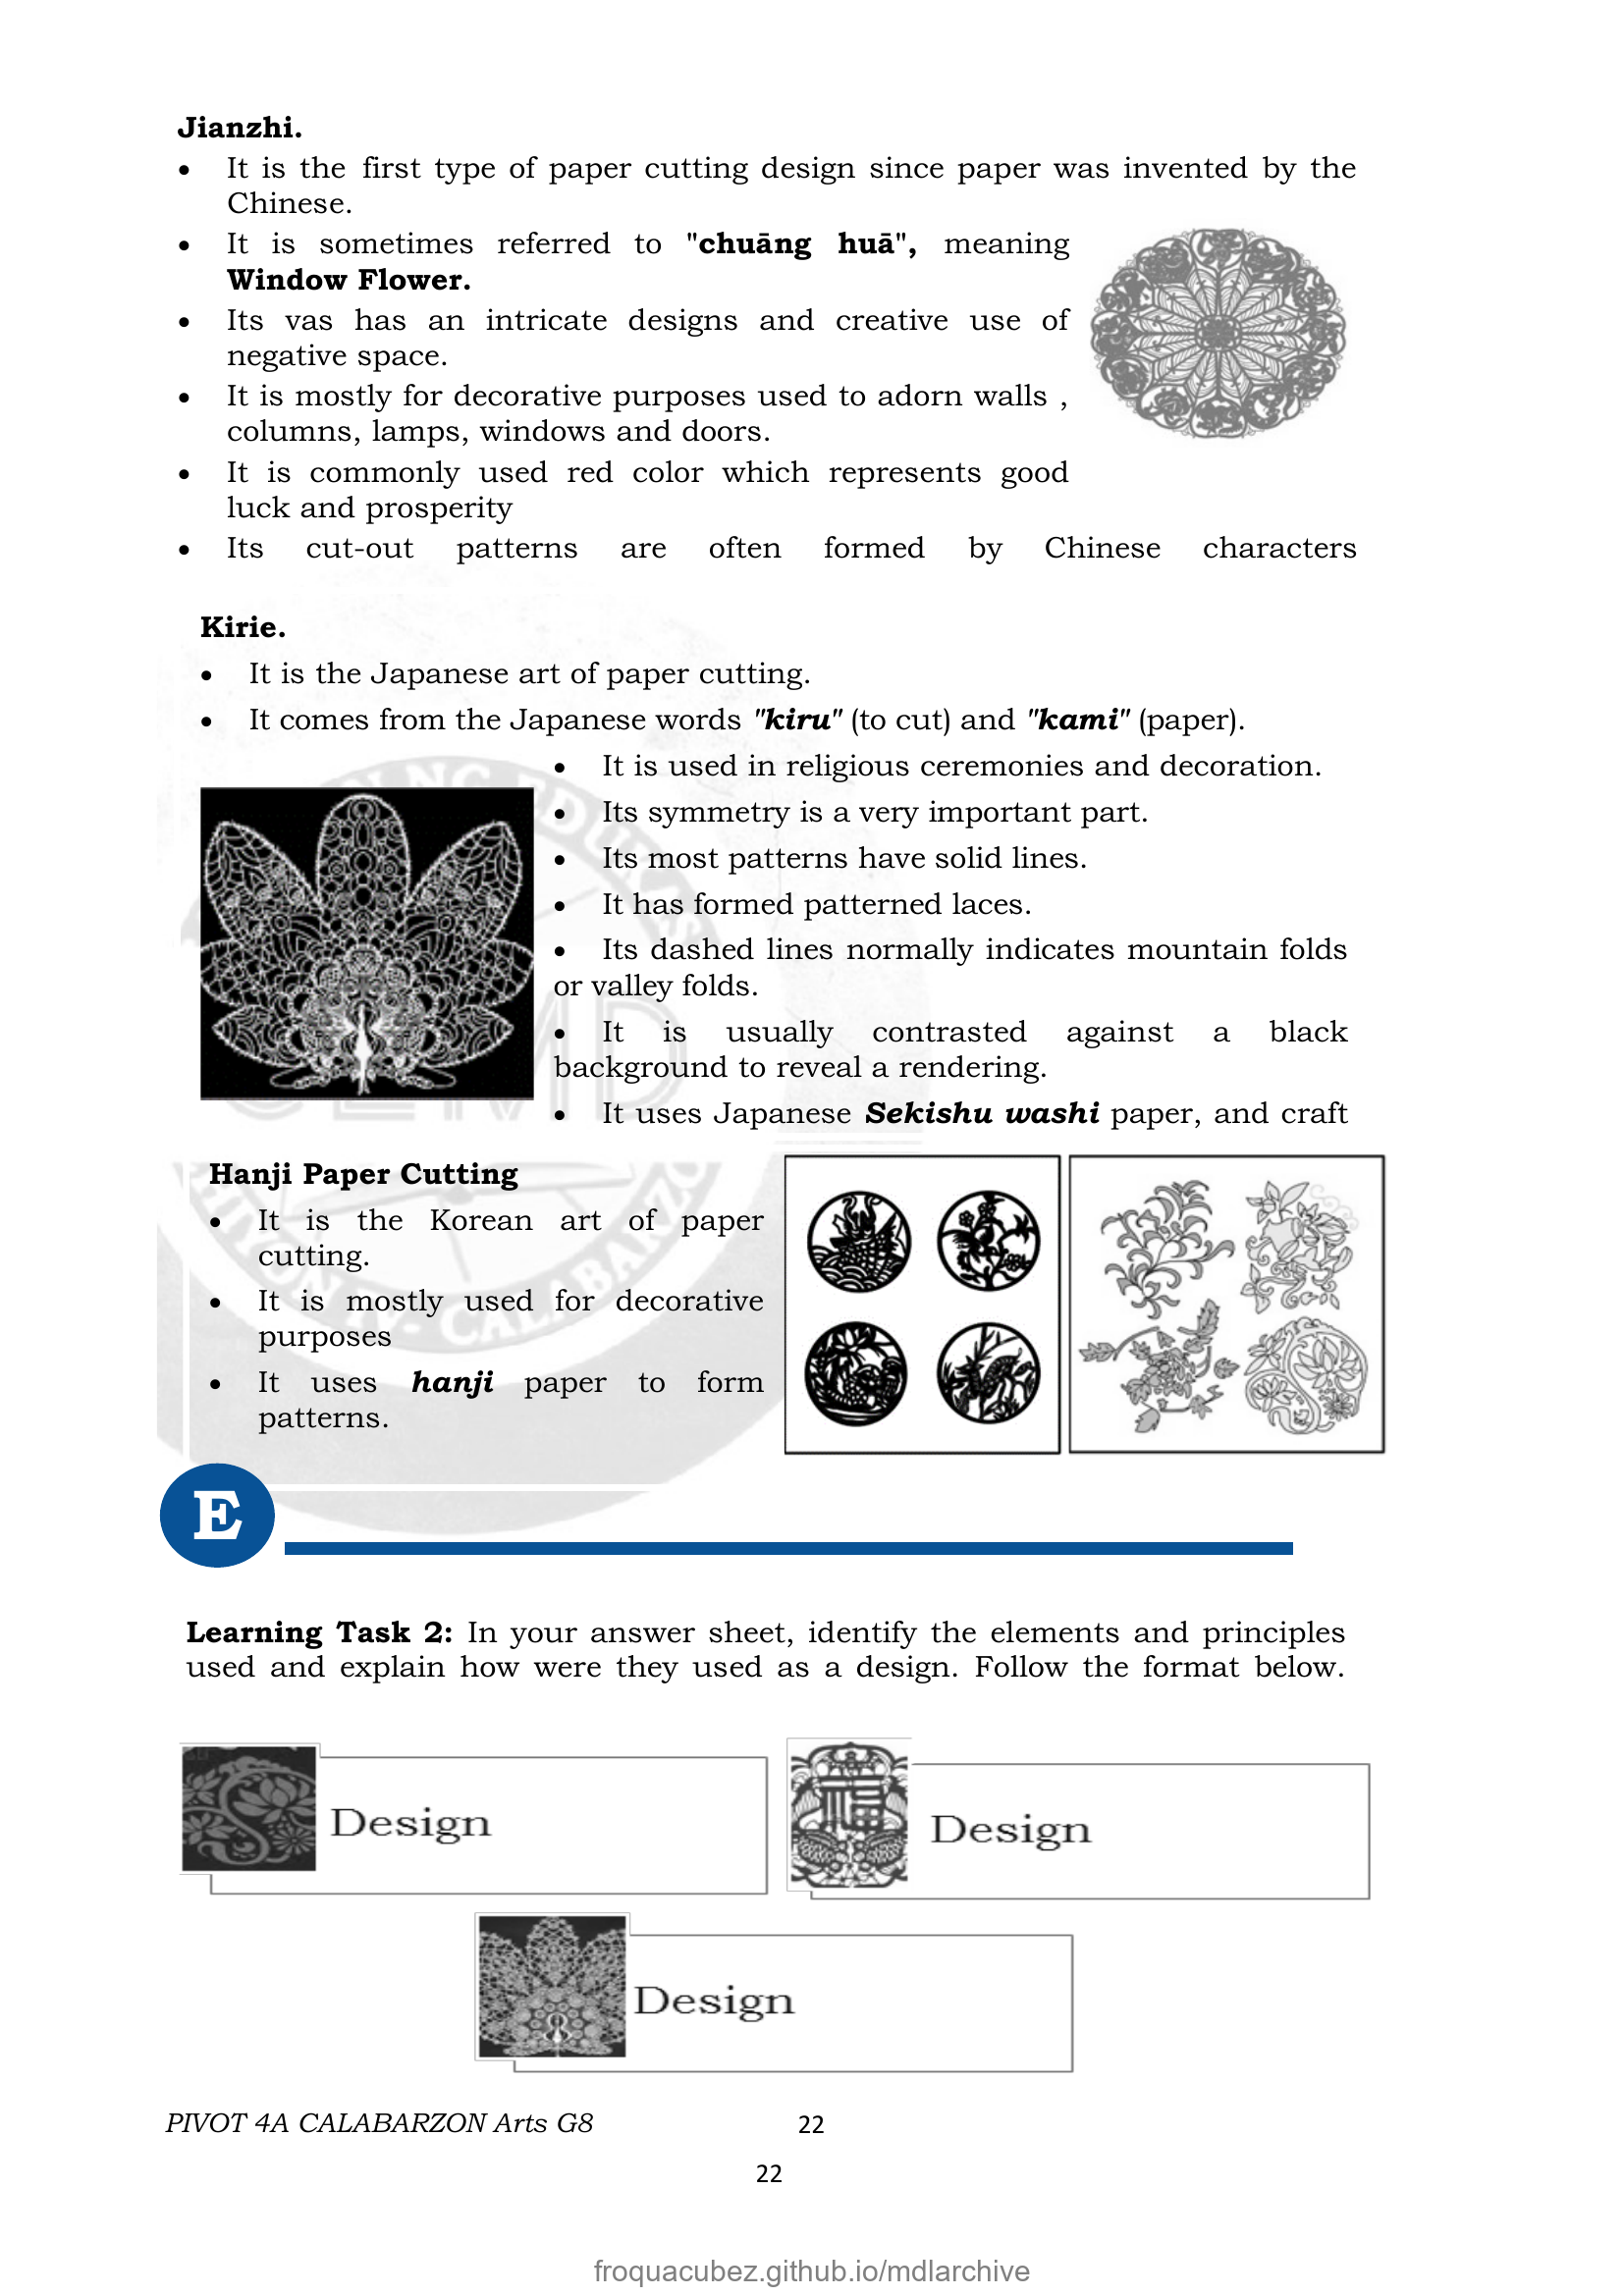 Jianzhi.
• It is the first type of paper cutting design since paper was invented by the
Chinese.
• It is sometimes referred to "chuāng huā", meaning
Window Flower.
• Its vas has an intricate designs and creative use of
negative space.
• It is mostly for decorative purposes used to adorn walls ,
columns, lamps, windows and doors.
• It is commonly used red color which represents good
luck and prosperity
• Its cut-out patterns are often formed by Chinese characters
Kirie.
• It is the Japanese art of paper cutting.
• It comes from the Japanese words "kiru" (to cut) and "kami" (paper).
• It is used in religious ceremonies and decoration.
• Its symmetry is a very important part.
• Its most patterns have solid lines.
• It has formed patterned laces.
• Its dashed lines normally indicates mountain folds
or valley folds.
• It is usually contrasted against a black
background to reveal a rendering.
• It uses Japanese Sekishu washi paper, and craft
Hanji Paper Cutting
• It is the Korean art of paper
cutting.
• It is mostly used for decorative
purposes
• It uses hanji paper to form
patterns.
E
Learning Task 2: In your answer sheet, identify the elements and principles
used and explain how were they used as a design. Follow the format below.
Design
Design
福
Design
PIVOT 4A CALABARZON Arts G8
22
22
froquacubez.github.io/mdlarchive